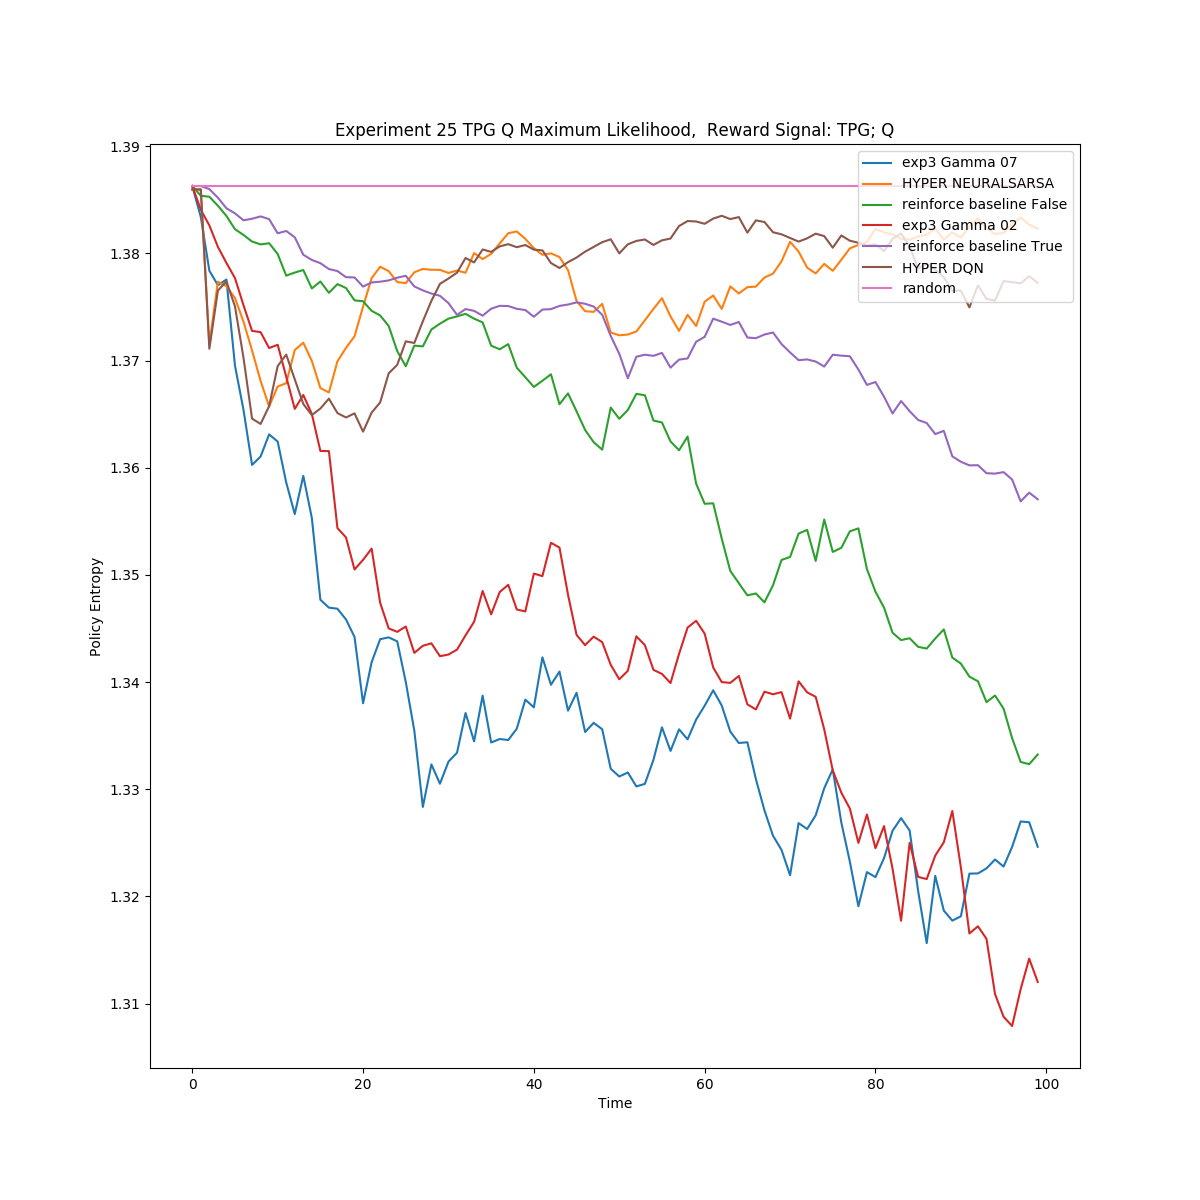 Experiment 25 TPG Q Maximum Likelihood,  Reward Signal: TPG; Q
1.39
1.38
1.37
1.36
1.35
1.34
1.33
1.32
1.31
Policy Entropy
exp3 Gamma 07
HYPER NEURALSARSA
reinforce baseline False
exp3 Gamma 02
reinforce baseline True
HYPER DQN
random
0 20 40 60 80 100
Time